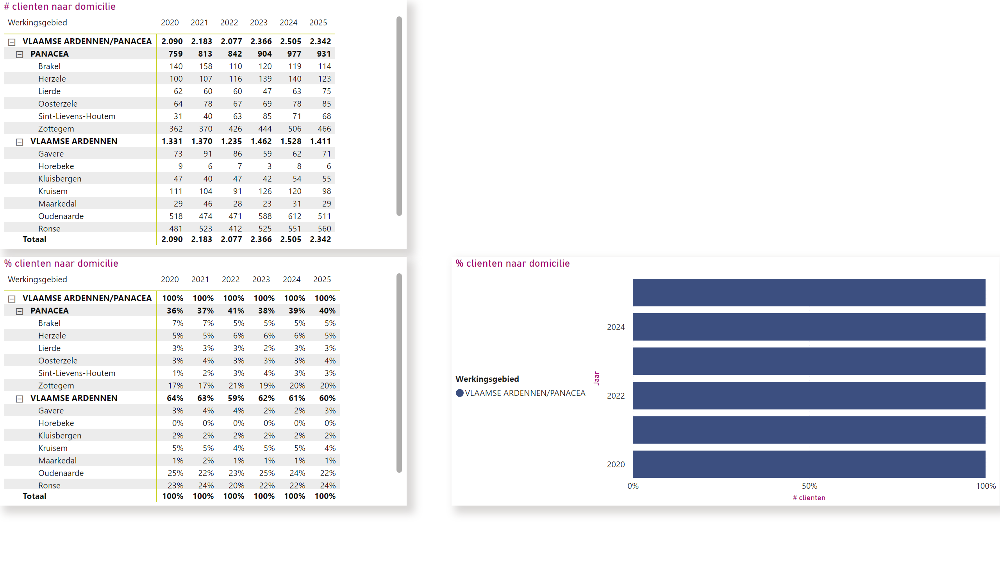 # clienten naar domicilie
Werkingsgebied 2020 2021 2022 2023 2024 2025
VLAAMSE ARDENNEN/PANACEA 2.090 2.183 2.077 2.366 2.505 2.342
PANACEA 759 813 842 904 977 931
Brakel 140 158 110 120 119 114
Herzele 100 107 116 139 140 123
Lierde 62 60 60 47 63 75
Oosterzele 64 78 67 69 78 85
Sint-Lievens-Houtem 31 40 63 85 71 68
Zottegem 362 370 426 444 506 466
VLAAMSE ARDENNEN 1.331 1.370 1.235 1.462 1.528 1.411
Gavere 73 91 86 59 62 71
Horebeke 9 6 7 3 8 6
Kluisbergen 47 40 47 42 54 55
Kruisem 111 104 91 126 120 98
Maarkedal 29 46 28 23 31 29
Oudenaarde 518 474 471 588 612 511
Ronse 481 523 412 525 551 560
Totaal 2.090 2.183 2.077 2.366 2.505 2.342
% clienten naar domicilie
Werkingsgebied 2020 2021 2022 2023 2024 2025
VLAAMSE ARDENNEN/PANACEA 100% 100% 100% 100% 100% 100%
PANACEA 36% 37% 41% 38% 39% 40%
Brakel 7% 7% 5% 5% 5% 5%
Herzele 5% 5% 6% 6% 6% 5%
Lierde 3% 3% 3% 2% 3% 3%
Oosterzele 3% 4% 3% 3% 3% 4%
Sint-Lievens-Houtem 1% 2% 3% 4% 3% 3%
Zottegem 17% 17% 21% 19% 20% 20%
VLAAMSE ARDENNEN 64% 63% 59% 62% 61% 60%
Gavere 3% 4% 4% 2% 2% 3%
Horebeke 0% 0% 0% 0% 0% 0%
Kluisbergen 2% 2% 2% 2% 2% 2%
Kruisem 5% 5% 4% 5% 5% 4%
Maarkedal 1% 2% 1% 1% 1% 1%
Oudenaarde 25% 22% 23% 25% 24% 22%
Ronse 23% 24% 20% 22% 22% 24%
Totaal 100% 100% 100% 100% 100% 100%
% clienten naar domicilie
Werkingsgebied
VLAAMSE ARDENNEN/PANACEA
Jaar
2024
2022
2020
0% 50% 100%
# clienten